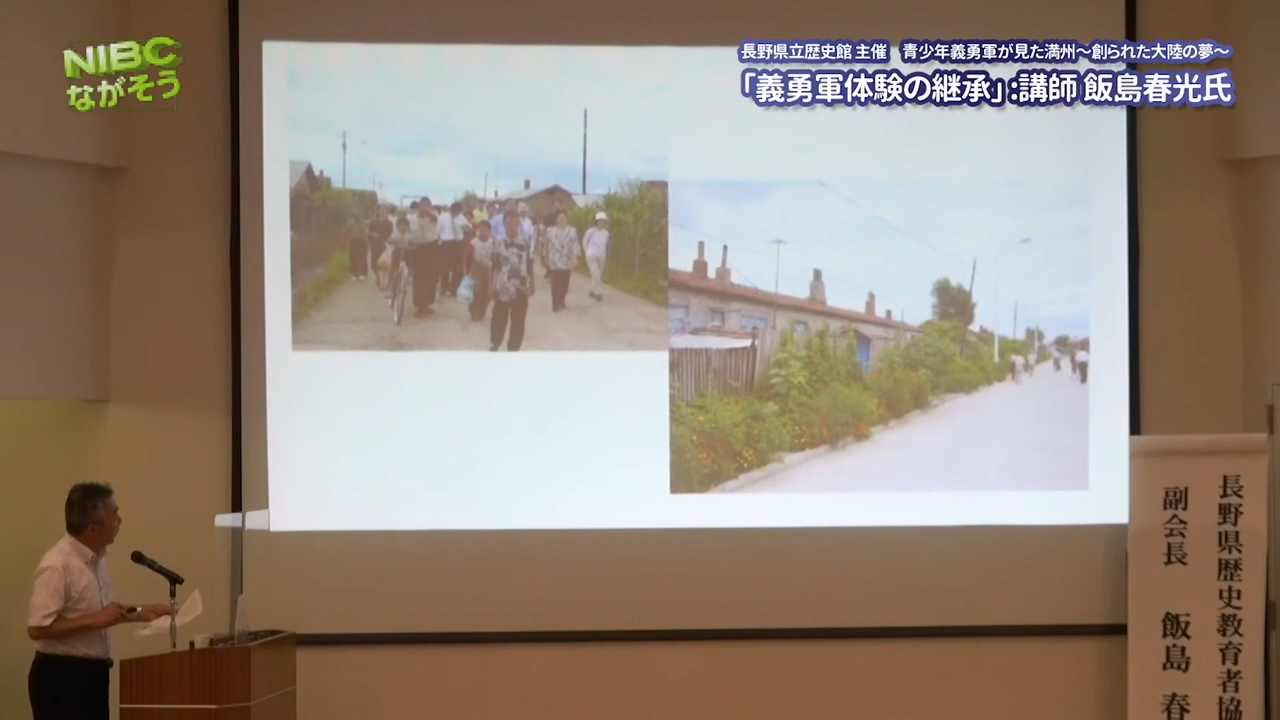 NIBC
ながそう
長野県立歴史館 主催　青少年義勇軍が見た満州～創られた大陸の夢～
「義勇軍体験の継承」:講師 飯島春光氏
長野県歴史教育者協
副会長 飯島 春